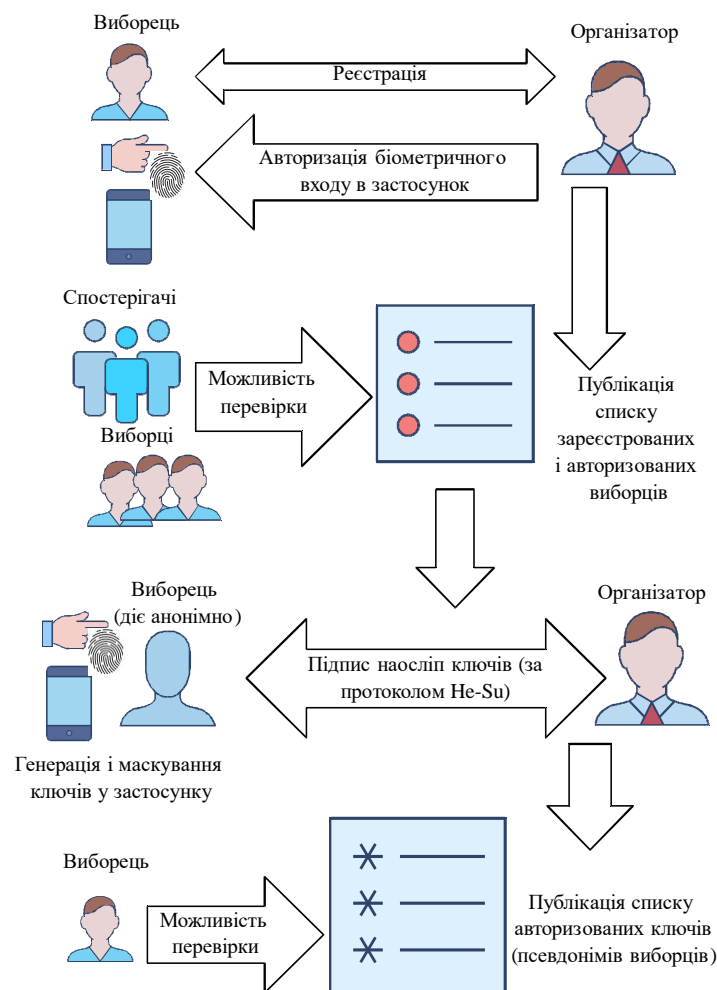 Виборець
Організатор
Реєстрація
Авторизація біометричного
входу в застосунок
Спостерігачі
Можливість
перевірки
Виборці
Публікація
списку
зареєстрованих
і авторизованих
виборців
Виборець
(діє анонімно)
Організатор
Підпис наосліп ключів (за
протоколом He-Su)
Генерація і маскування
ключів у застосунку
Виборець
Можливість
перевірки
Публікація списку
авторизованих ключів
(псевдонімів виборців)